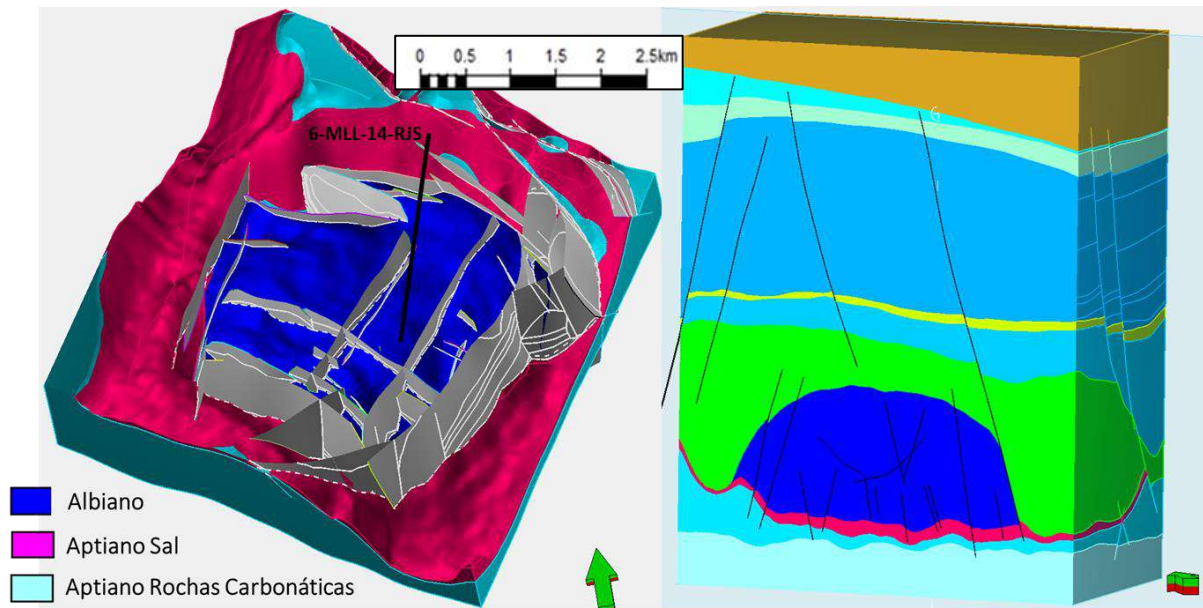 0 0.5 1 1.5 2 2.5km
6-MLL-14-RJS
G
Albiano
Aptiano Sal
Aptiano Rochas Carbonáticas